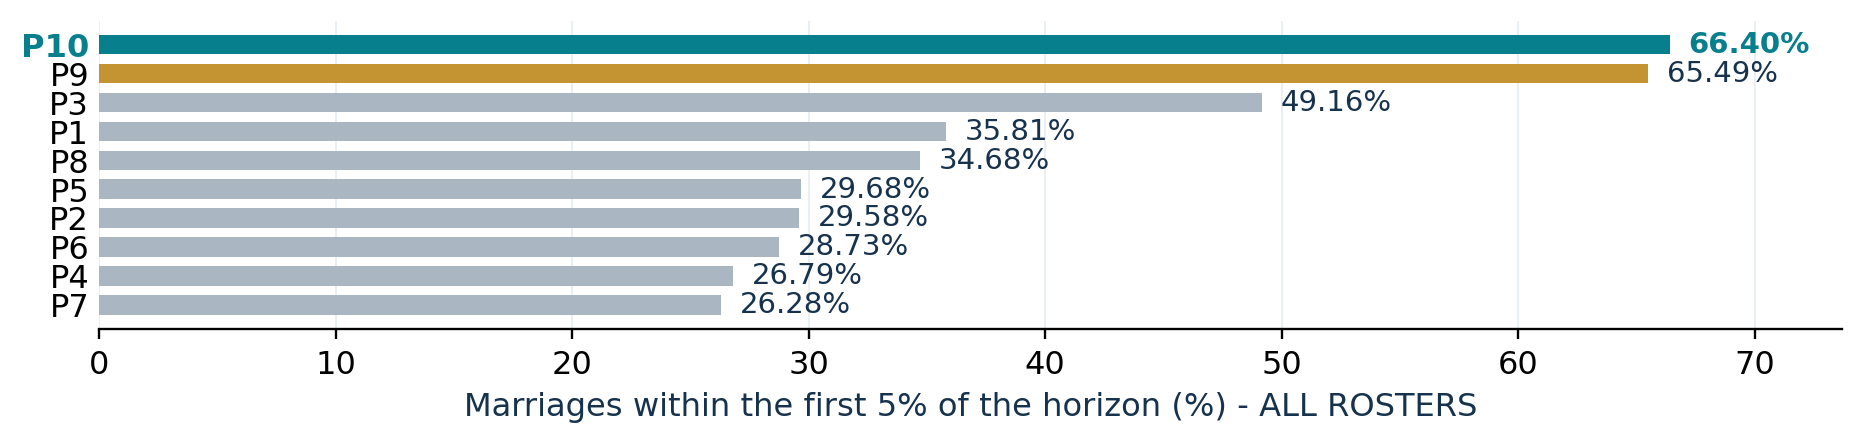 P10 66.40%
P9 65.49%
P3 49.16%
P1 35.81%
P8 34.68%
P5 29.68%
P2 29.58%
P6 28.73%
P4 26.79%
P7 26.28%
0 10 20 30 40 50 60 70
Marriages within the first 5% of the horizon (%) - ALL ROSTERS